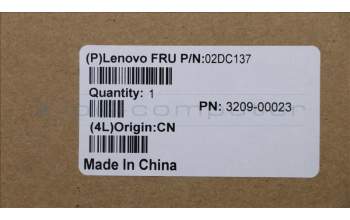 (P)Lenovo FRU P/N:02DC137
Quantity: 1
PN: 3209-00023
(4L)Origin:CN
Made In China